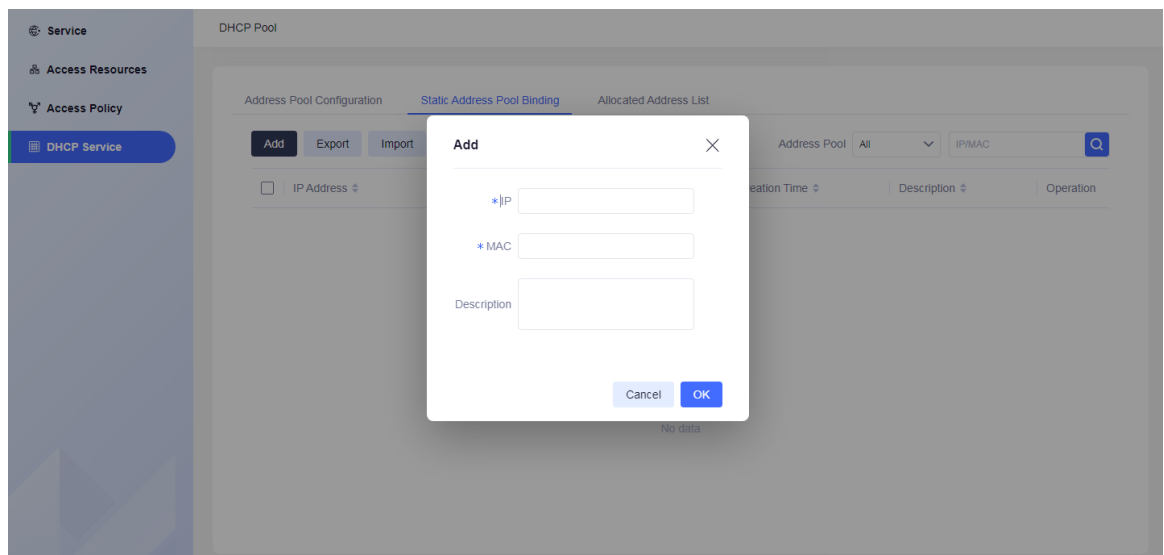 Service
DHCP Pool
Access Resources
Access Policy
DHCP Service
Address Pool Configuration
Static Address Pool Binding
Allocated Address List
Add
Export
Import
Address Pool
All
IP/MAC
IP Address
eation Time
Description
Operation
Add
* IP
* MAC
Description
Cancel
OK
No data